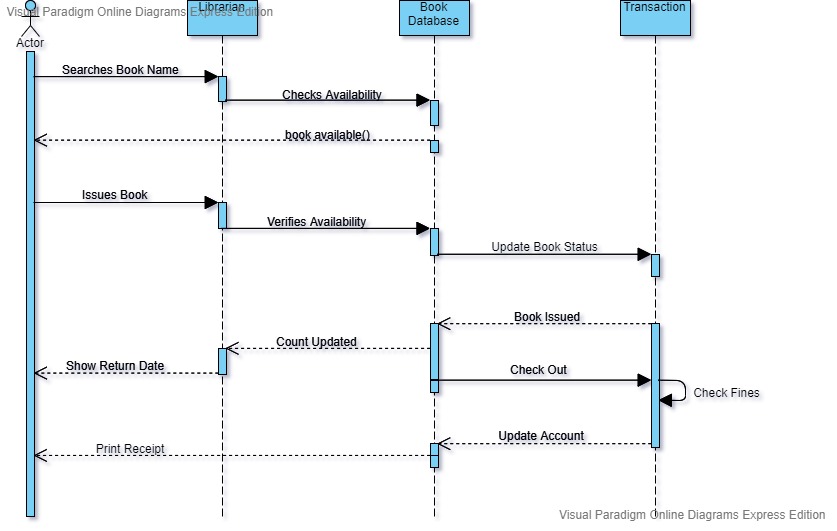 Visual Paradigm Online Diagrams Express Edition
Librarian
Book
Database
Transaction
Actor
Searches Book Name
Checks Availability
book available()
Issues Book
Verifies Availability
Update Book Status
Book Issued
Count Updated
Show Return Date
Check Out
Check Fines
Update Account
Print Receipt
Visual Paradigm Online Diagrams Express Edition